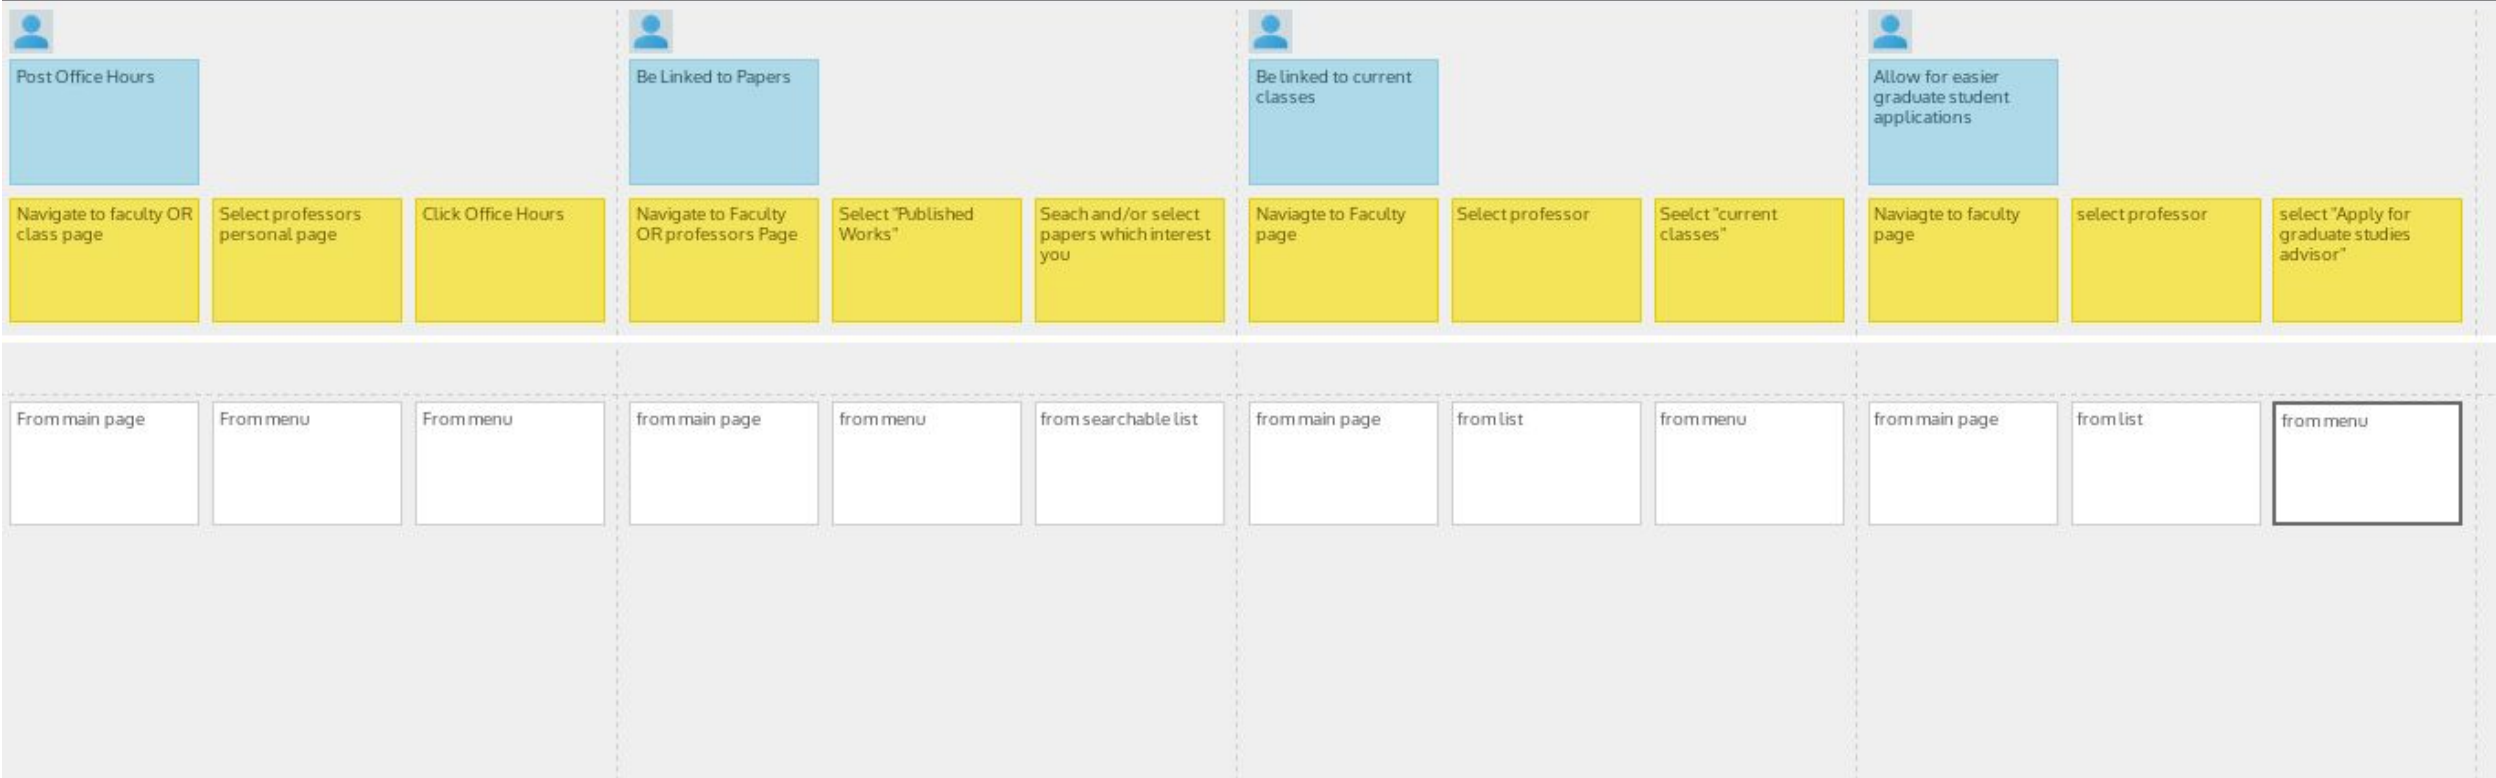 Post Office Hours
Be Linked to Papers
Be linked to current
classes
Allow for easier
graduate student
applications
Navigate to faculty OR
class page
Select professors
personal page
Click Office Hours
Navigate to Faculty
OR professors Page
Select "Published
Works"
Seach and/or select
papers which interest
you
Naviagte to Faculty
page
Select professor
Seelct "current
classes"
Naviagte to faculty
page
select professor
select "Apply for
graduate studies
advisor"
From main page
From menu
From menu
from main page
from menu
from searchable list
from main page
from list
from menu
from main page
from list
from menu